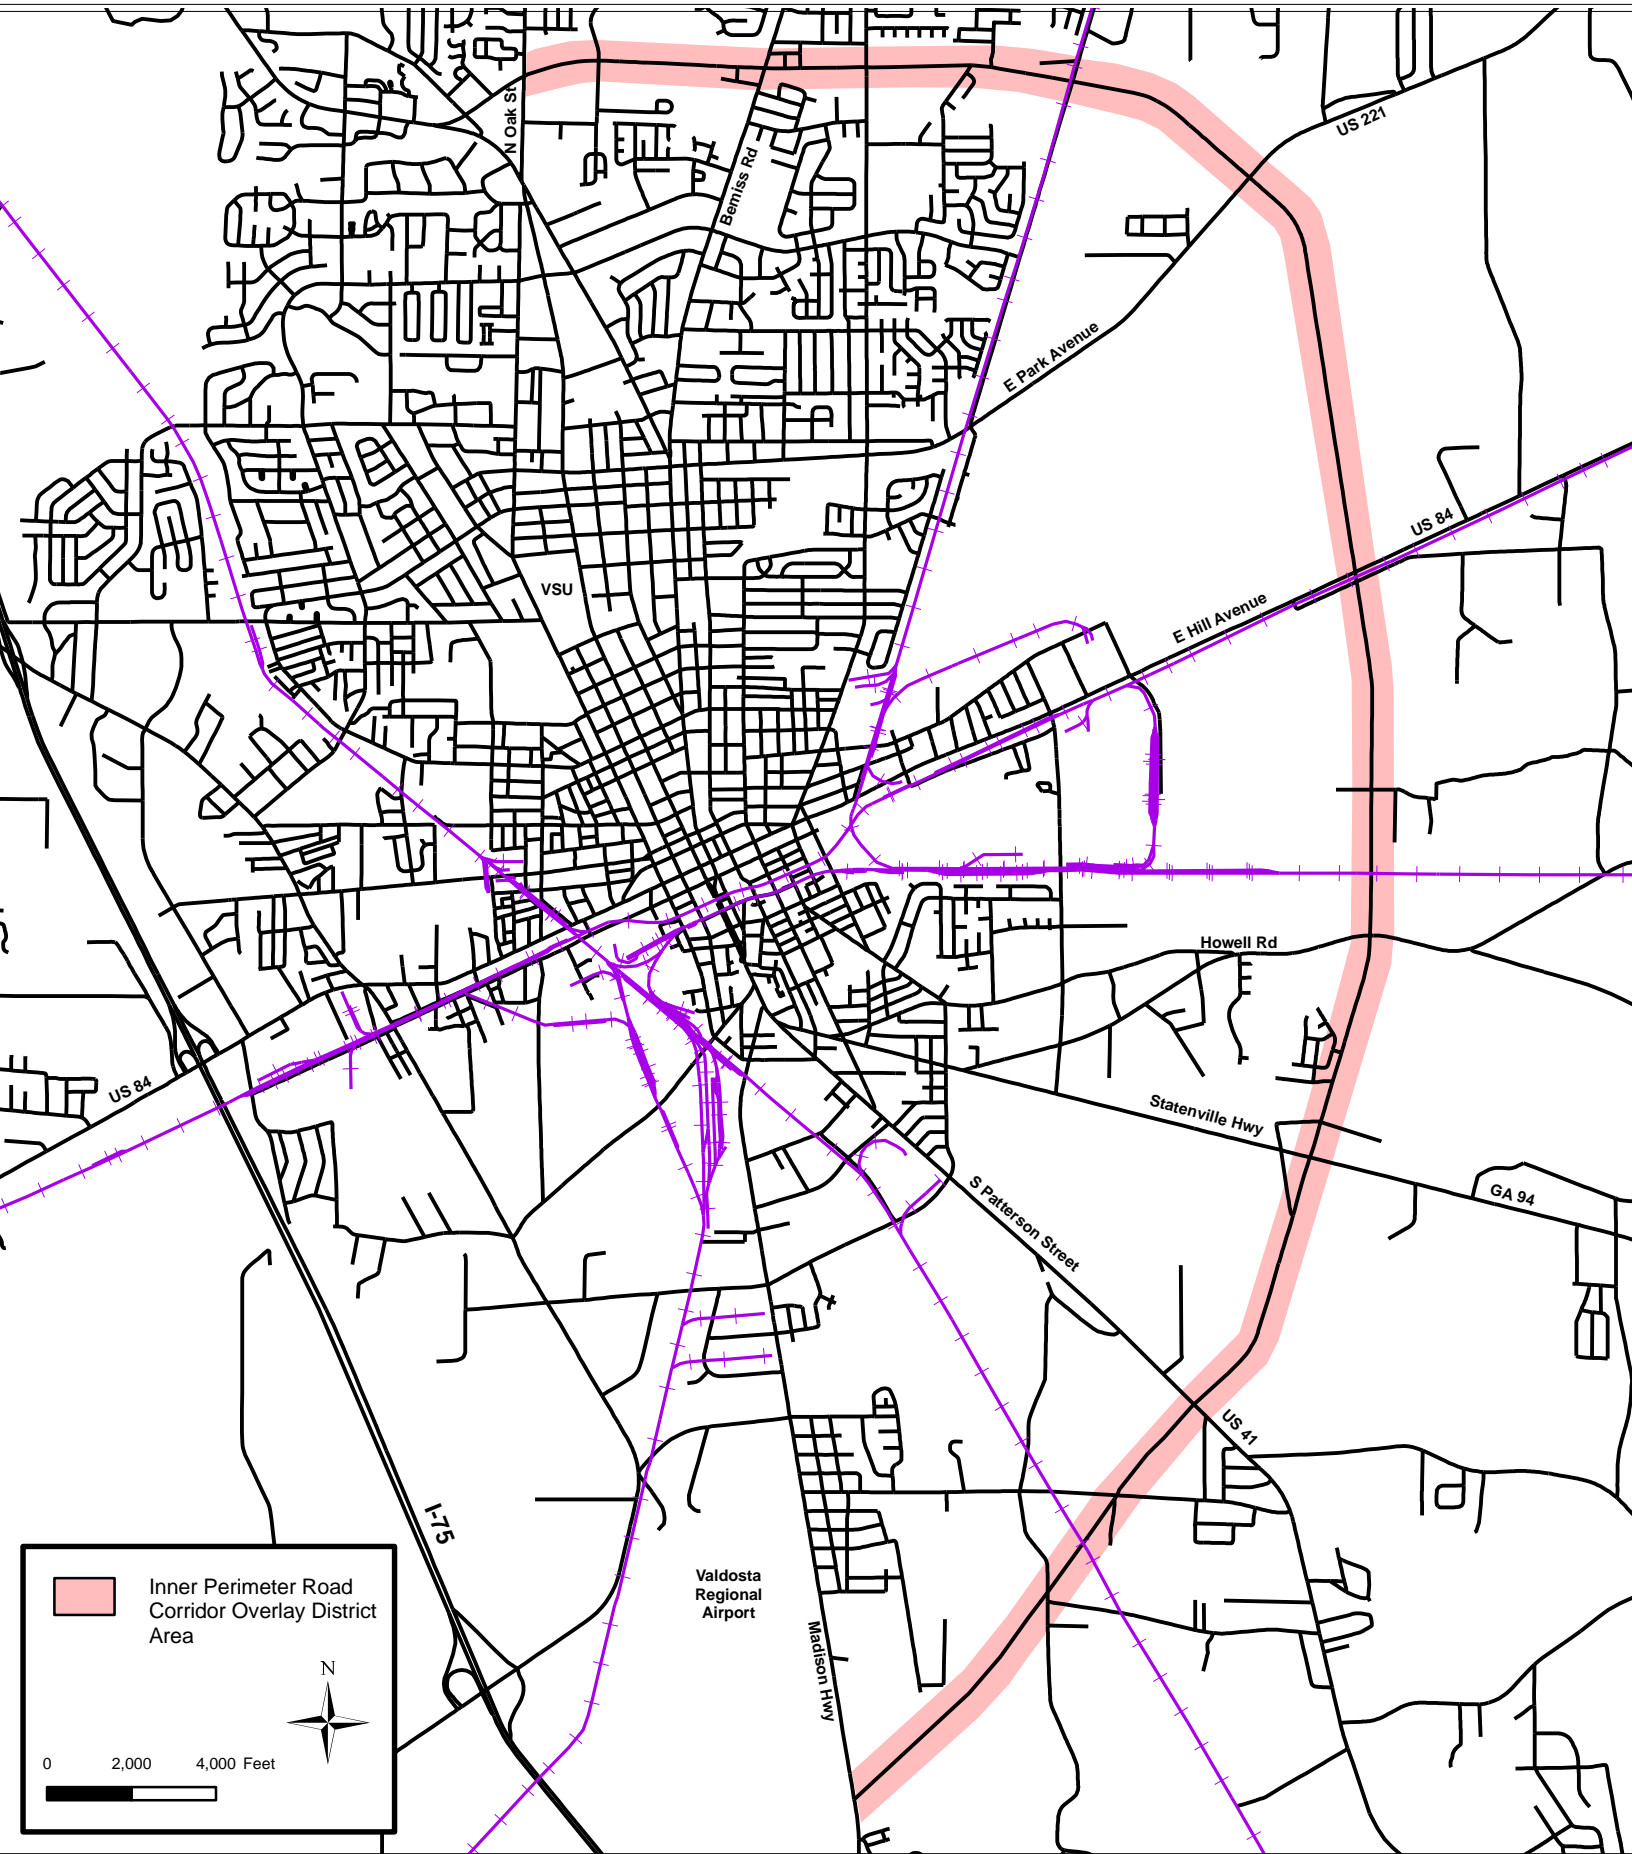 N Oak St
US 221
Bemiss Rd
E Park Avenue
US 84
VSU
E Hill Avenue
Howell Rd
US 84
Statenville Hwy
S Patterson Street
GA 94
US 41
I-75
Valdosta
Regional
Airport
Madison Hwy
Inner Perimeter Road
Corridor Overlay District
Area
N
0 2,000 4,000 Feet